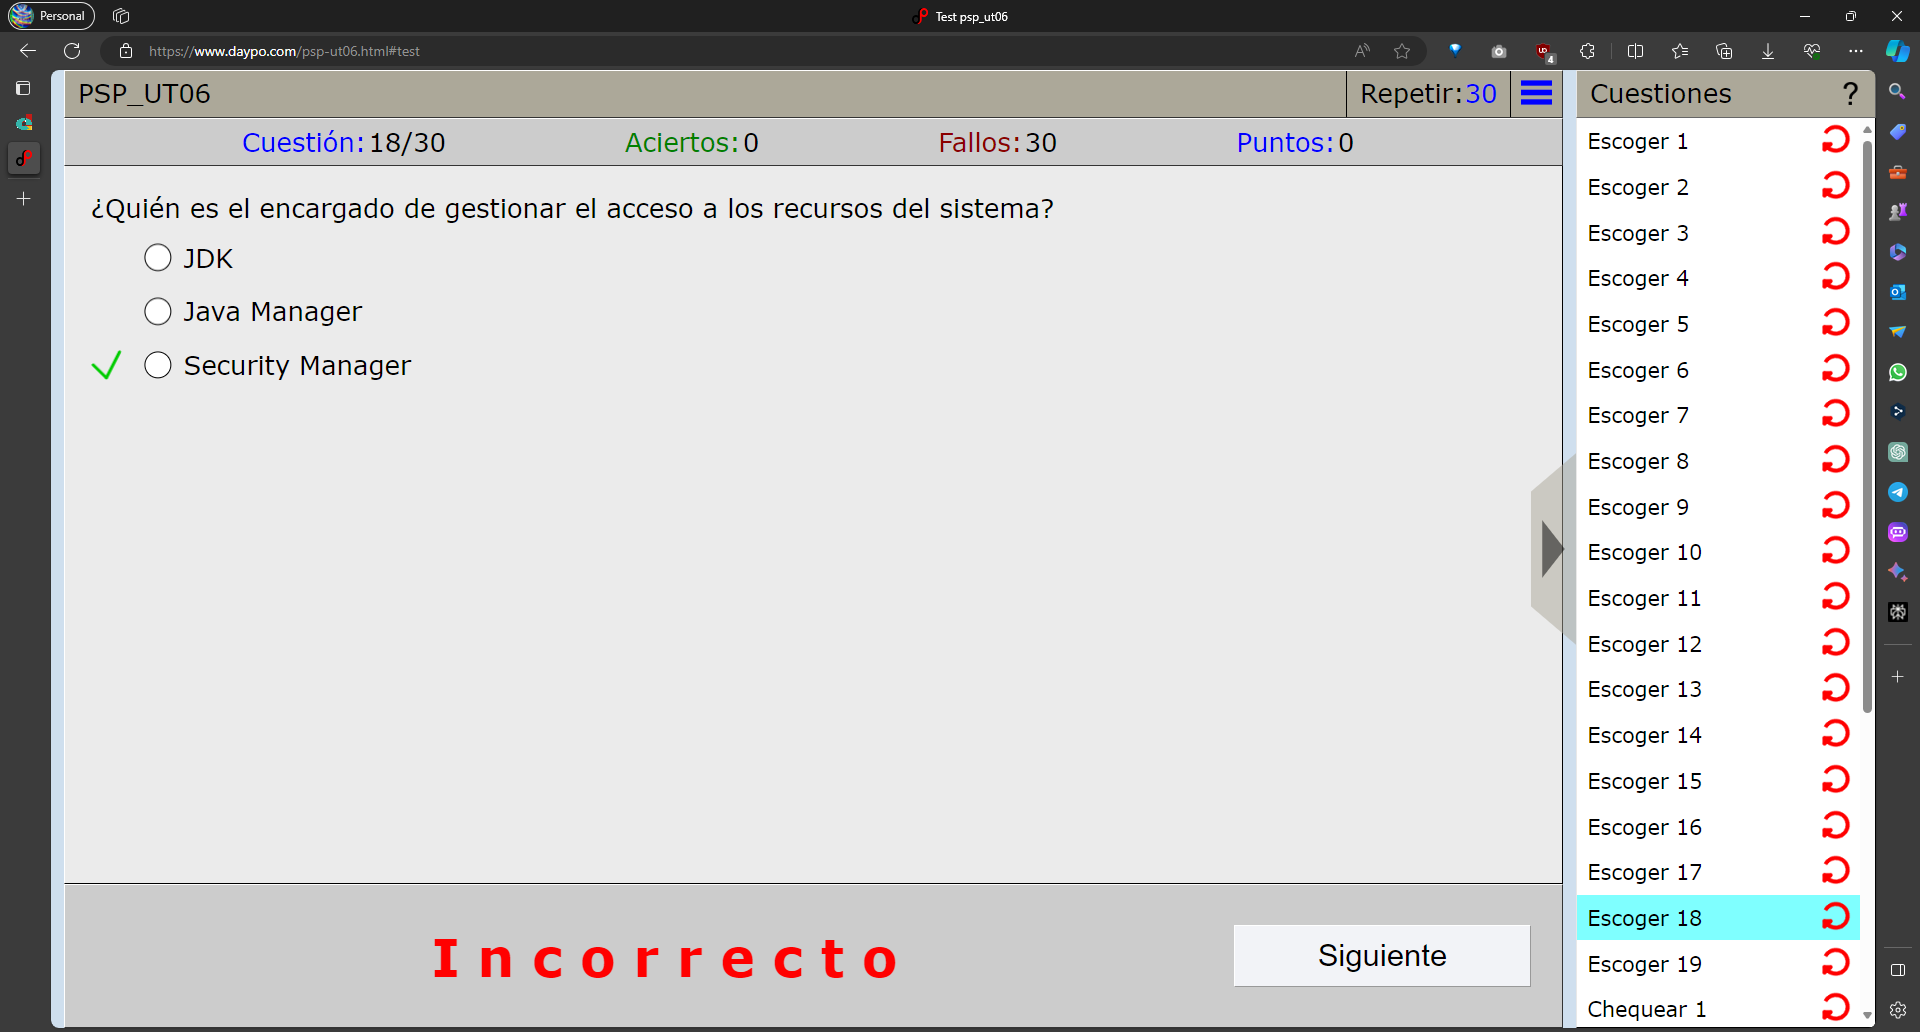 Personal
Test psp_ut06
https://www.daypo.com/psp-ut06.html#test
4
PSP_UT06
Repetir:30
Cuestiones
?
Cuestión:18/30
Aciertos:0
Fallos:30
Puntos:0
¿Quién es el encargado de gestionar el acceso a los recursos del sistema?
JDK
Java Manager
Security Manager
Incorrecto
Siguiente
Escoger 1
Escoger 2
Escoger 3
Escoger 4
Escoger 5
Escoger 6
Escoger 7
Escoger 8
Escoger 9
Escoger 10
Escoger 11
Escoger 12
Escoger 13
Escoger 14
Escoger 15
Escoger 16
Escoger 17
Escoger 18
Escoger 19
Chequear 1